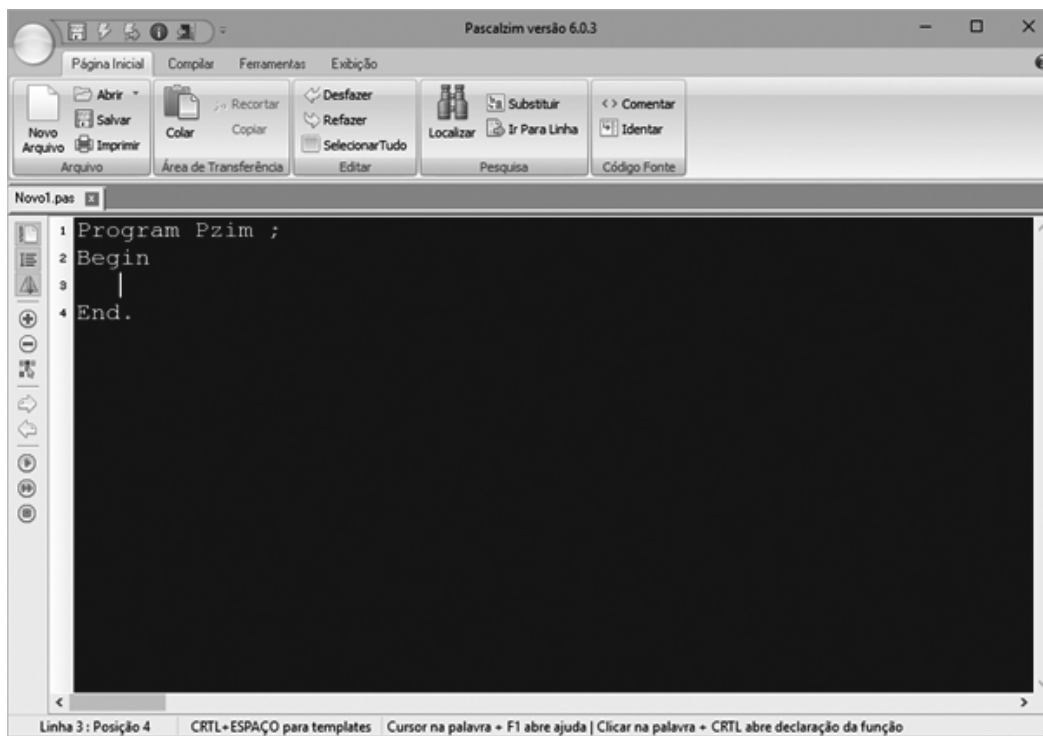 Pascalzim versão 6.0.3
Página Inicial Compilar Ferramentas Exibição
Novo Arquivo
Abrir
Salvar
Imprimir
Arquivo
Colar
Recortar
Copiar
Área de Transferência
Desfazer
Refazer
SelecionarTudo
Editar
Localizar
Substituir
Ir Para Linha
Pesquisa
Comentar
Identar
Código Fonte
Novo1.pas
1 Program Pzim ;
2 Begin
3
4 End.
Linha 3 : Posição 4 CRTL+ESPAÇO para templates Cursor na palavra + F1 abre ajuda | Clicar na palavra + CRTL abre declaração da função